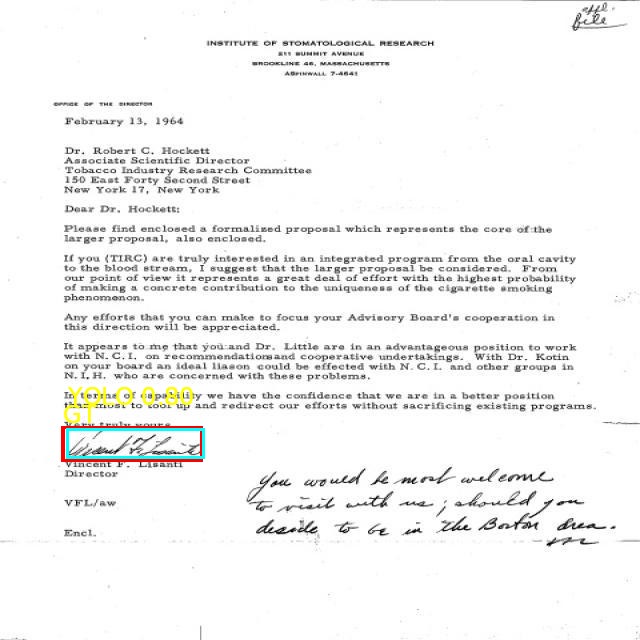 appl.
file
INSTITUTE OF STOMATOLOGICAL RESEARCH
211 SUMMIT AVENUE
BROOKLINE 46, MASSACHUSETTS
ASPINWALL 7-4641
OFFICE OF THE DIRECTOR
February 13, 1964
Dr. Robert C. Hockett
Associate Scientific Director
Tobacco Industry Research Committee
150 East Forty Second Street
New York 17, New York
Dear Dr. Hockett:
Please find enclosed a formalized proposal which represents the core of the
larger proposal, also enclosed.
If you (TIRC) are truly interested in an integrated program from the oral cavity
to the blood stream, I suggest that the larger proposal be considered. From
our point of view it represents a great deal of effort with the highest probability
of making a concrete contribution to the uniqueness of the cigarette smoking
phenomenon.
Any efforts that you can make to focus your Advisory Board's cooperation in
this direction will be appreciated.
It appears to me that you and Dr. Little are in an advantageous position to work
with N.C.I. on recommendations and cooperative undertakings. With Dr. Kotin
on your board an ideal liason could be effected with N.C.I. and other groups in
N.I.H. who are concerned with these problems.
In terms of capability we have the confidence that we are in a better position
than most to tool up and redirect our efforts without sacrificing existing programs.
YOLO 0.90
GT
Very truly yours
Vincent F. Lisanti
Vincent F. Lisanti
Director
VFL/aw
Encl.
You would be most welcome
to visit with us; should you
deside to be in the Boston area.